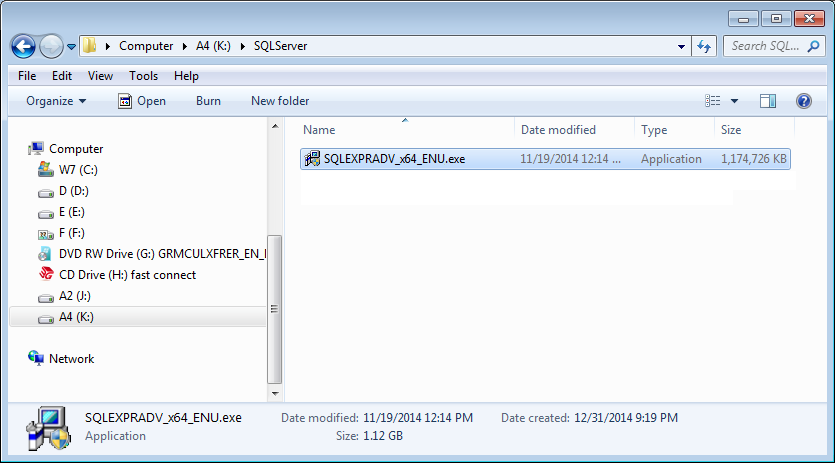 Computer ▸ A4 (K:) ▸ SQLServer
Search SQL...
File Edit View Tools Help
Organize Open Burn New folder
Name Date modified Type Size
SQLEXPRADV_x64_ENU.exe 11/19/2014 12:14 ... Application 1,174,726 KB
Computer
W7 (C:)
D (D:)
E (E:)
F (F:)
DVD RW Drive (G:) GRMCULXFRER_EN_
CD Drive (H:) fast connect
A2 (J:)
A4 (K:)
Network
SQLEXPRADV_x64_ENU.exe Date modified: 11/19/2014 12:14 PM Date created: 12/31/2014 9:19 PM
Application Size: 1.12 GB